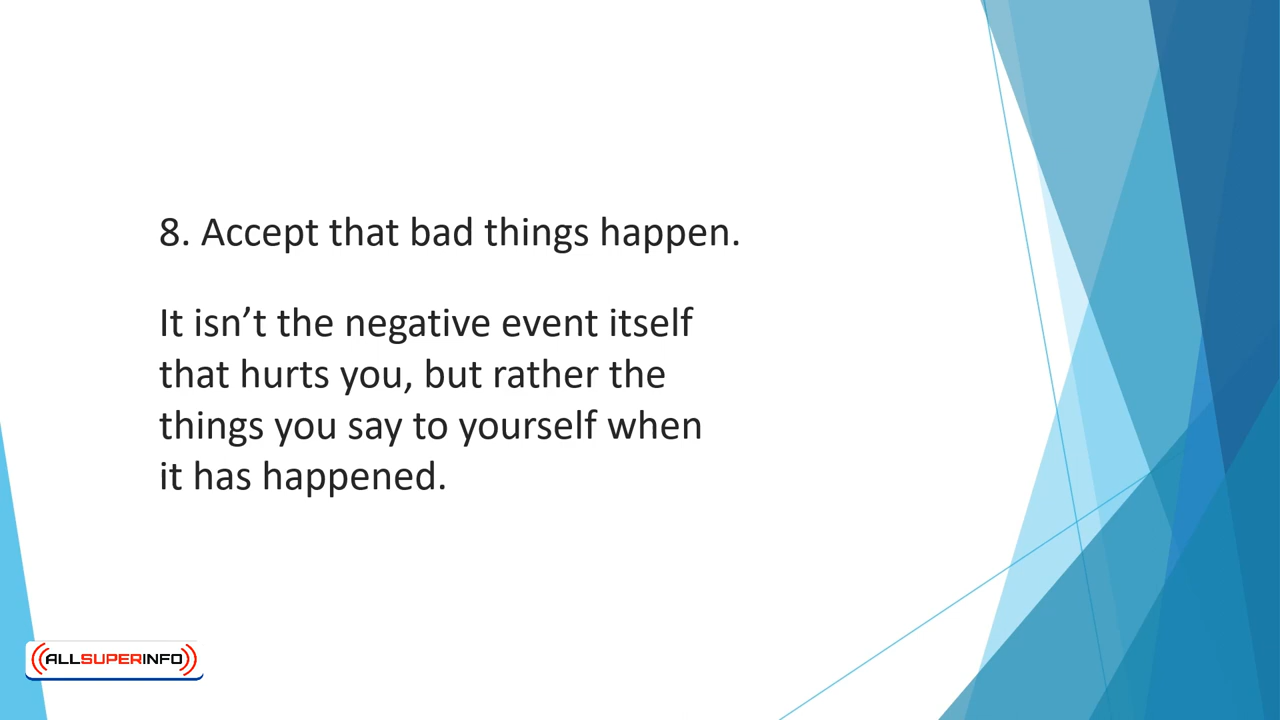 8. Accept that bad things happen.
It isn’t the negative event itself
that hurts you, but rather the
things you say to yourself when
it has happened.
ALLSUPERINFO